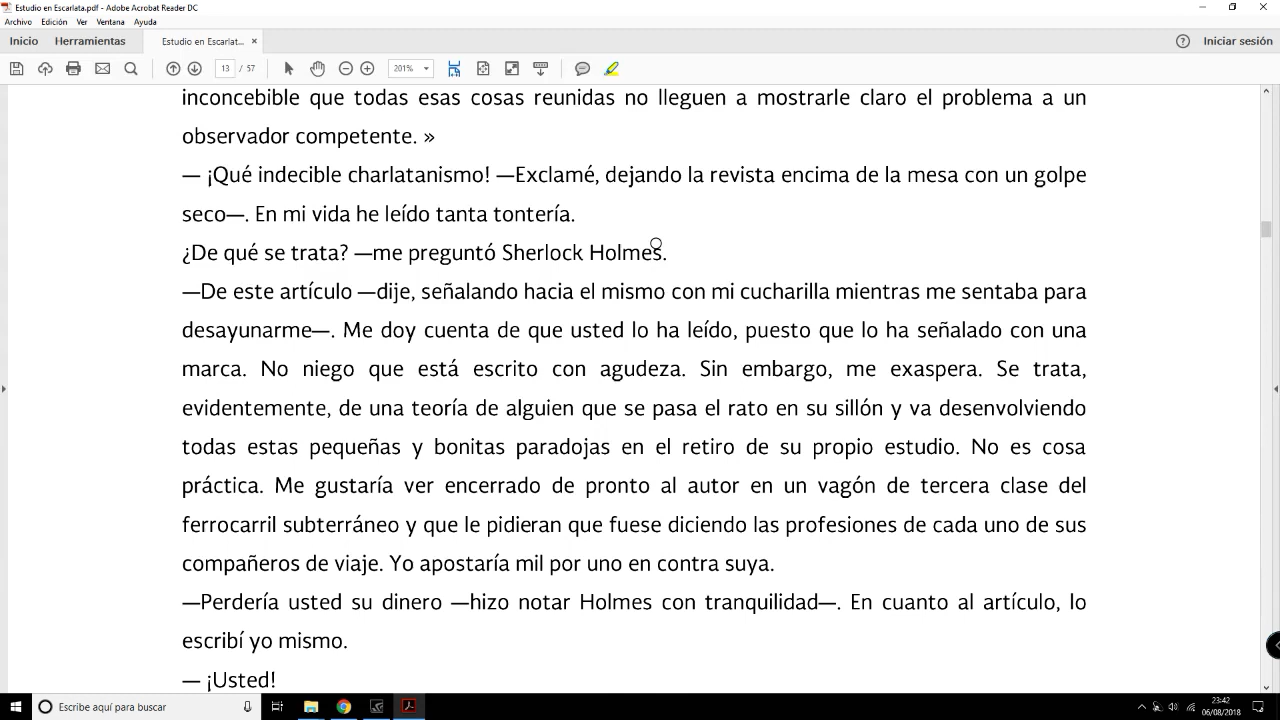 Estudio en Escarlata.pdf - Adobe Acrobat Reader DC
Archivo Edición Ver Ventana Ayuda
Inicio Herramientas Estudio en Escarlat... × Iniciar sesión
13 / 57 201%
inconcebible que todas esas cosas reunidas no lleguen a mostrarle claro el problema a un
observador competente. »
— ¡Qué indecible charlatanismo! —Exclamé, dejando la revista encima de la mesa con un golpe
seco—. En mi vida he leído tanta tontería.
¿De qué se trata? —me preguntó Sherlock Holmes.
—De este artículo —dije, señalando hacia el mismo con mi cucharilla mientras me sentaba para
desayunarme—. Me doy cuenta de que usted lo ha leído, puesto que lo ha señalado con una
marca. No niego que está escrito con agudeza. Sin embargo, me exaspera. Se trata,
evidentemente, de una teoría de alguien que se pasa el rato en su sillón y va desenvolviendo
todas estas pequeñas y bonitas paradojas en el retiro de su propio estudio. No es cosa
práctica. Me gustaría ver encerrado de pronto al autor en un vagón de tercera clase del
ferrocarril subterráneo y que le pidieran que fuese diciendo las profesiones de cada uno de sus
compañeros de viaje. Yo apostaría mil por uno en contra suya.
—Perdería usted su dinero —hizo notar Holmes con tranquilidad—. En cuanto al artículo, lo
escribí yo mismo.
— ¡Usted!
Escribe aquí para buscar
23:42
06/08/2018